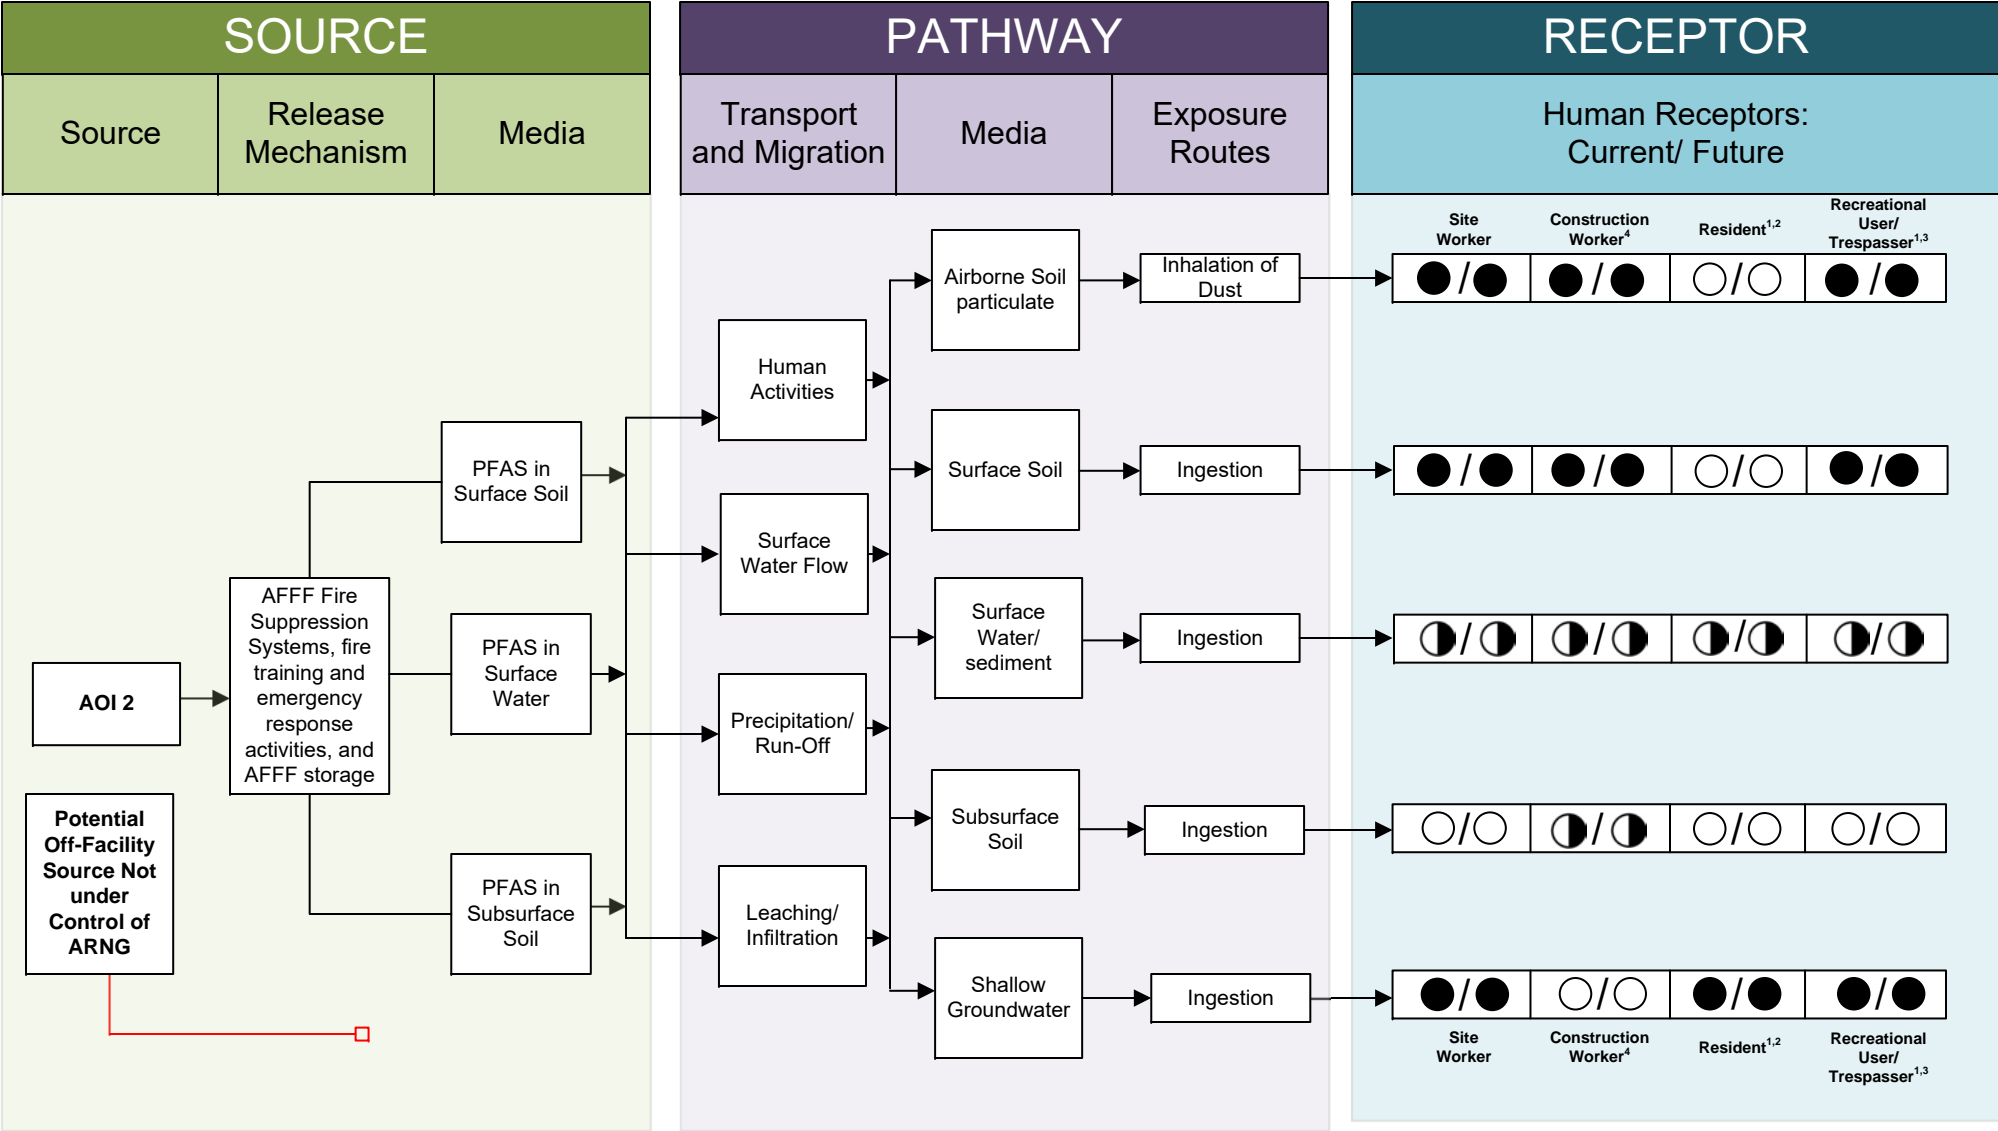 SOURCE
PATHWAY
RECEPTOR
Source
Release
Mechanism
Media
Transport
and Migration
Media
Exposure
Routes
Human Receptors:
Current/ Future
Site
Worker
Construction
Worker4
Resident1,2
Recreational
User/
Trespasser1,3
Airborne Soil
particulate
Inhalation of
Dust
/
/
/
/
Human
Activities
PFAS in
Surface Soil
Surface Soil
Ingestion
/
/
/
/
Surface
Water Flow
AFFF Fire
Suppression
Systems, fire
training and
emergency
response
activities, and
AFFF storage
PFAS in
Surface
Water
Surface
Water/
sediment
Ingestion
/
/
/
/
AOI 2
Precipitation/
Run-Off
Subsurface
Soil
Ingestion
/
/
/
/
Potential
Off-Facility
Source Not
under
Control of
ARNG
PFAS in
Subsurface
Soil
Leaching/
Infiltration
Shallow
Groundwater
Ingestion
/
/
/
/
Site
Worker
Construction
Worker4
Resident1,2
Recreational
User/
Trespasser1,3